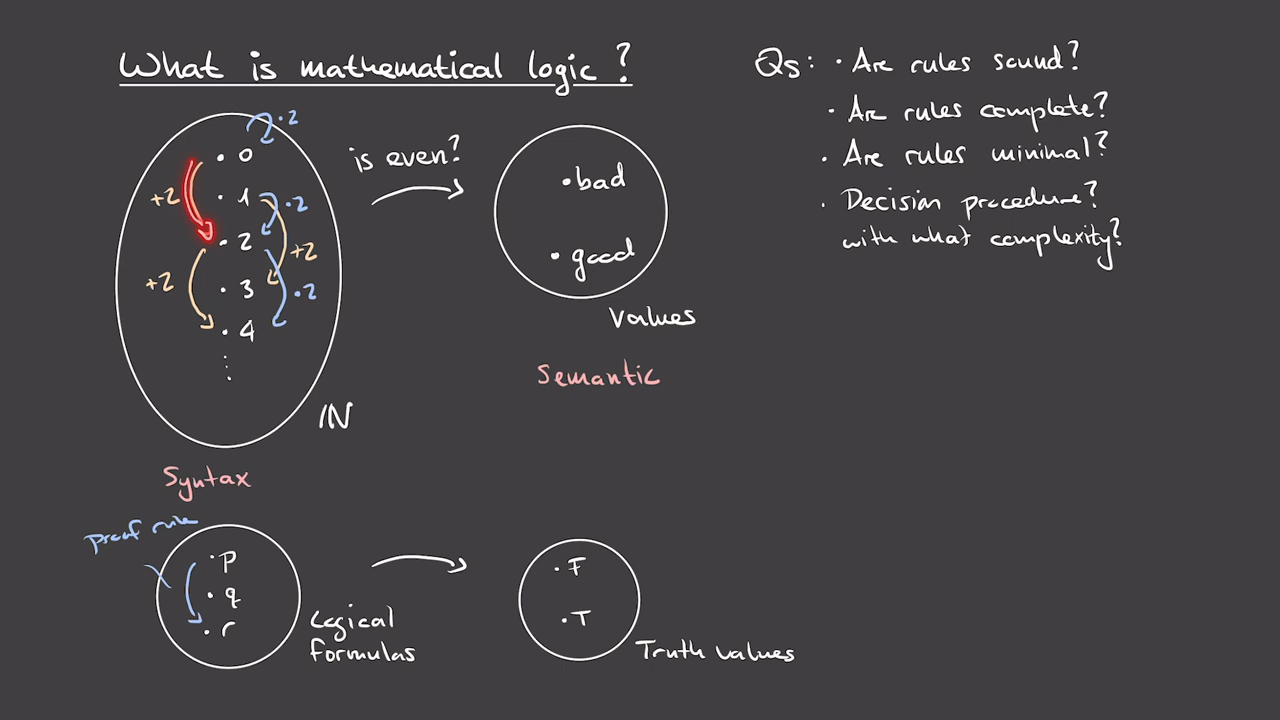 What is mathematical logic?
Qs: • Are rules sound?
• Are rules complete?
• Are rules minimal?
• Decision procedure?
with what complexity?
·2
• 0
+2
• 1
·2
• 2
+2
+2
• 3
·2
• 4
⋮
IN
Syntax
is even?
• bad
• good
Values
Semantic
proof rule
• p
• q
• r
Logical
formulas
• F
• T
Truth values